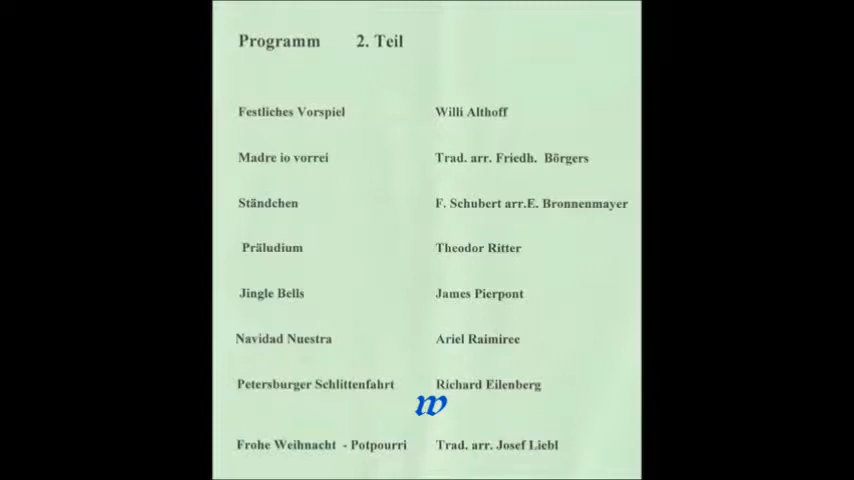 Programm 2. Teil
Festliches Vorspiel Willi Althoff
Madre io vorrei Trad. arr. Friedh. Börgers
Ständchen F. Schubert arr.E. Bronnenmayer
Präludium Theodor Ritter
Jingle Bells James Pierpont
Navidad Nuestra Ariel Raimiree
Petersburger Schlittenfahrt Richard Eilenberg
w
Frohe Weihnacht - Potpourri Trad. arr. Josef Liebl